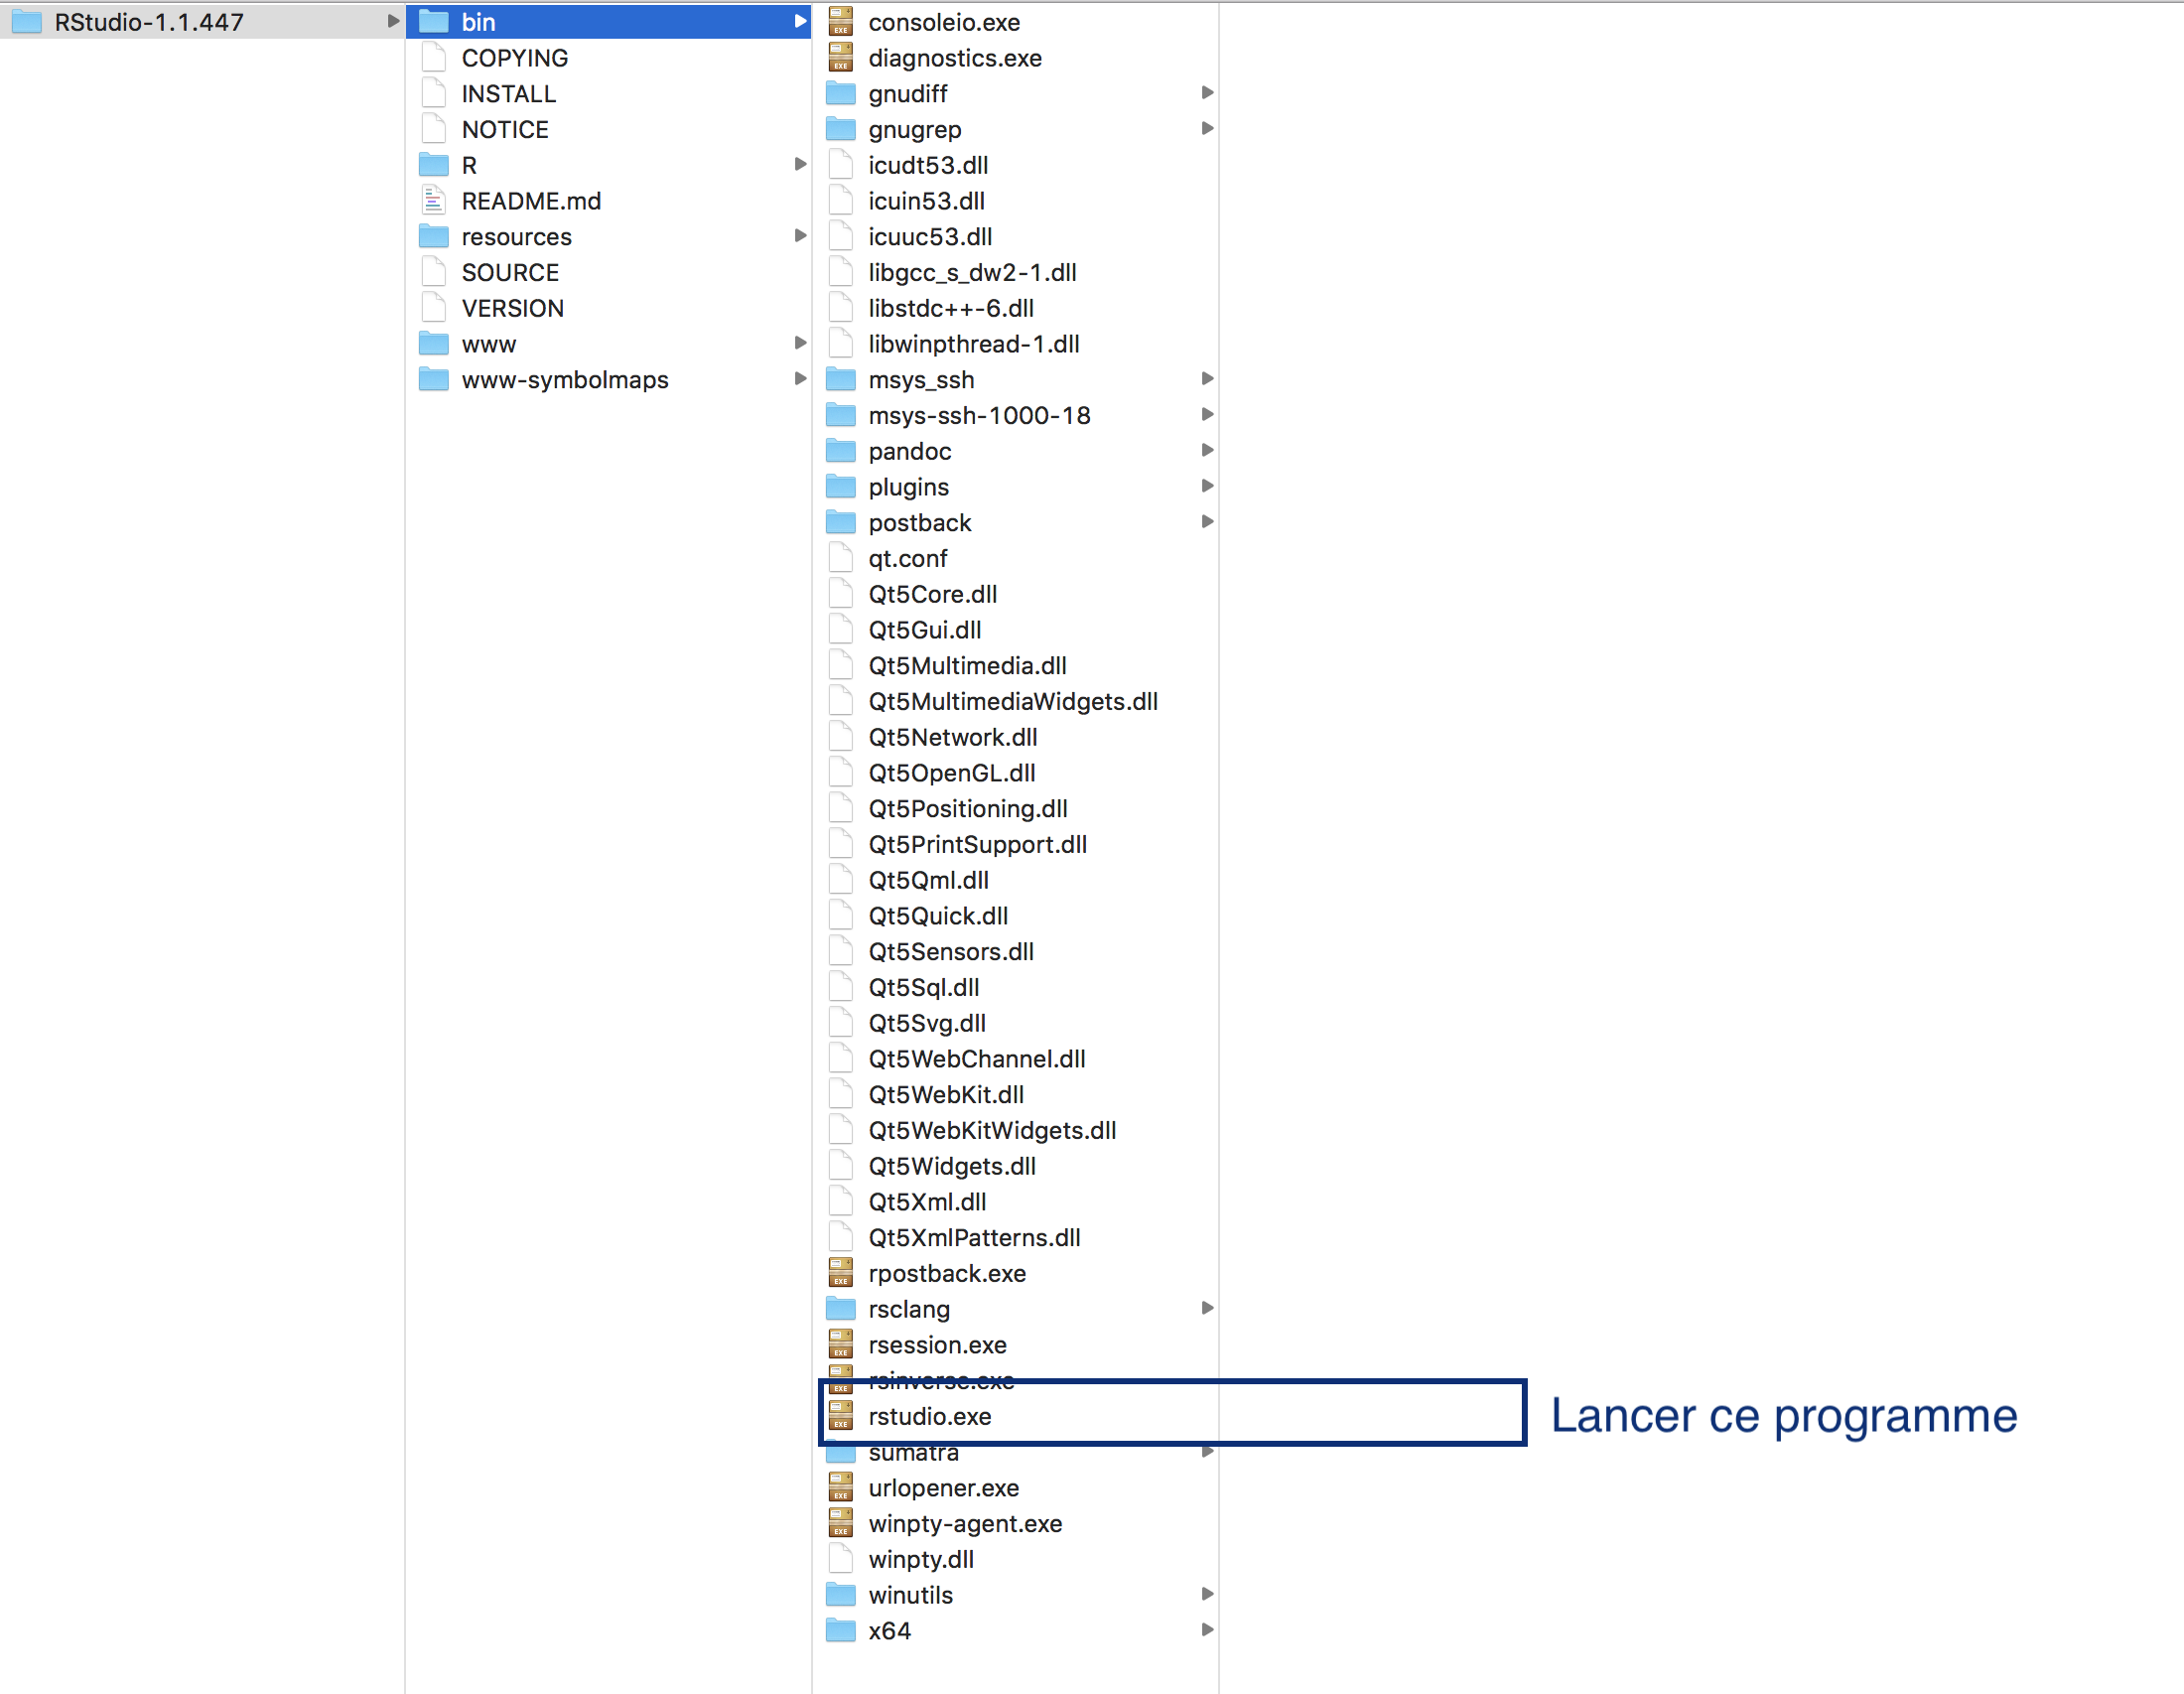 RStudio-1.1.447
bin
COPYING
INSTALL
NOTICE
R
README.md
resources
SOURCE
VERSION
www
www-symbolmaps
consoleio.exe
diagnostics.exe
gnudiff
gnugrep
icudt53.dll
icuin53.dll
icuuc53.dll
libgcc_s_dw2-1.dll
libstdc++-6.dll
libwinpthread-1.dll
msys_ssh
msys-ssh-1000-18
pandoc
plugins
postback
qt.conf
Qt5Core.dll
Qt5Gui.dll
Qt5Multimedia.dll
Qt5MultimediaWidgets.dll
Qt5Network.dll
Qt5OpenGL.dll
Qt5Positioning.dll
Qt5PrintSupport.dll
Qt5Qml.dll
Qt5Quick.dll
Qt5Sensors.dll
Qt5Sql.dll
Qt5Svg.dll
Qt5WebChannel.dll
Qt5WebKit.dll
Qt5WebKitWidgets.dll
Qt5Widgets.dll
Qt5Xml.dll
Qt5XmlPatterns.dll
rpostback.exe
rsclang
rsession.exe
rsinverse.exe
rstudio.exe
Lancer ce programme
sumatra
urlopener.exe
winpty-agent.exe
winpty.dll
winutils
x64